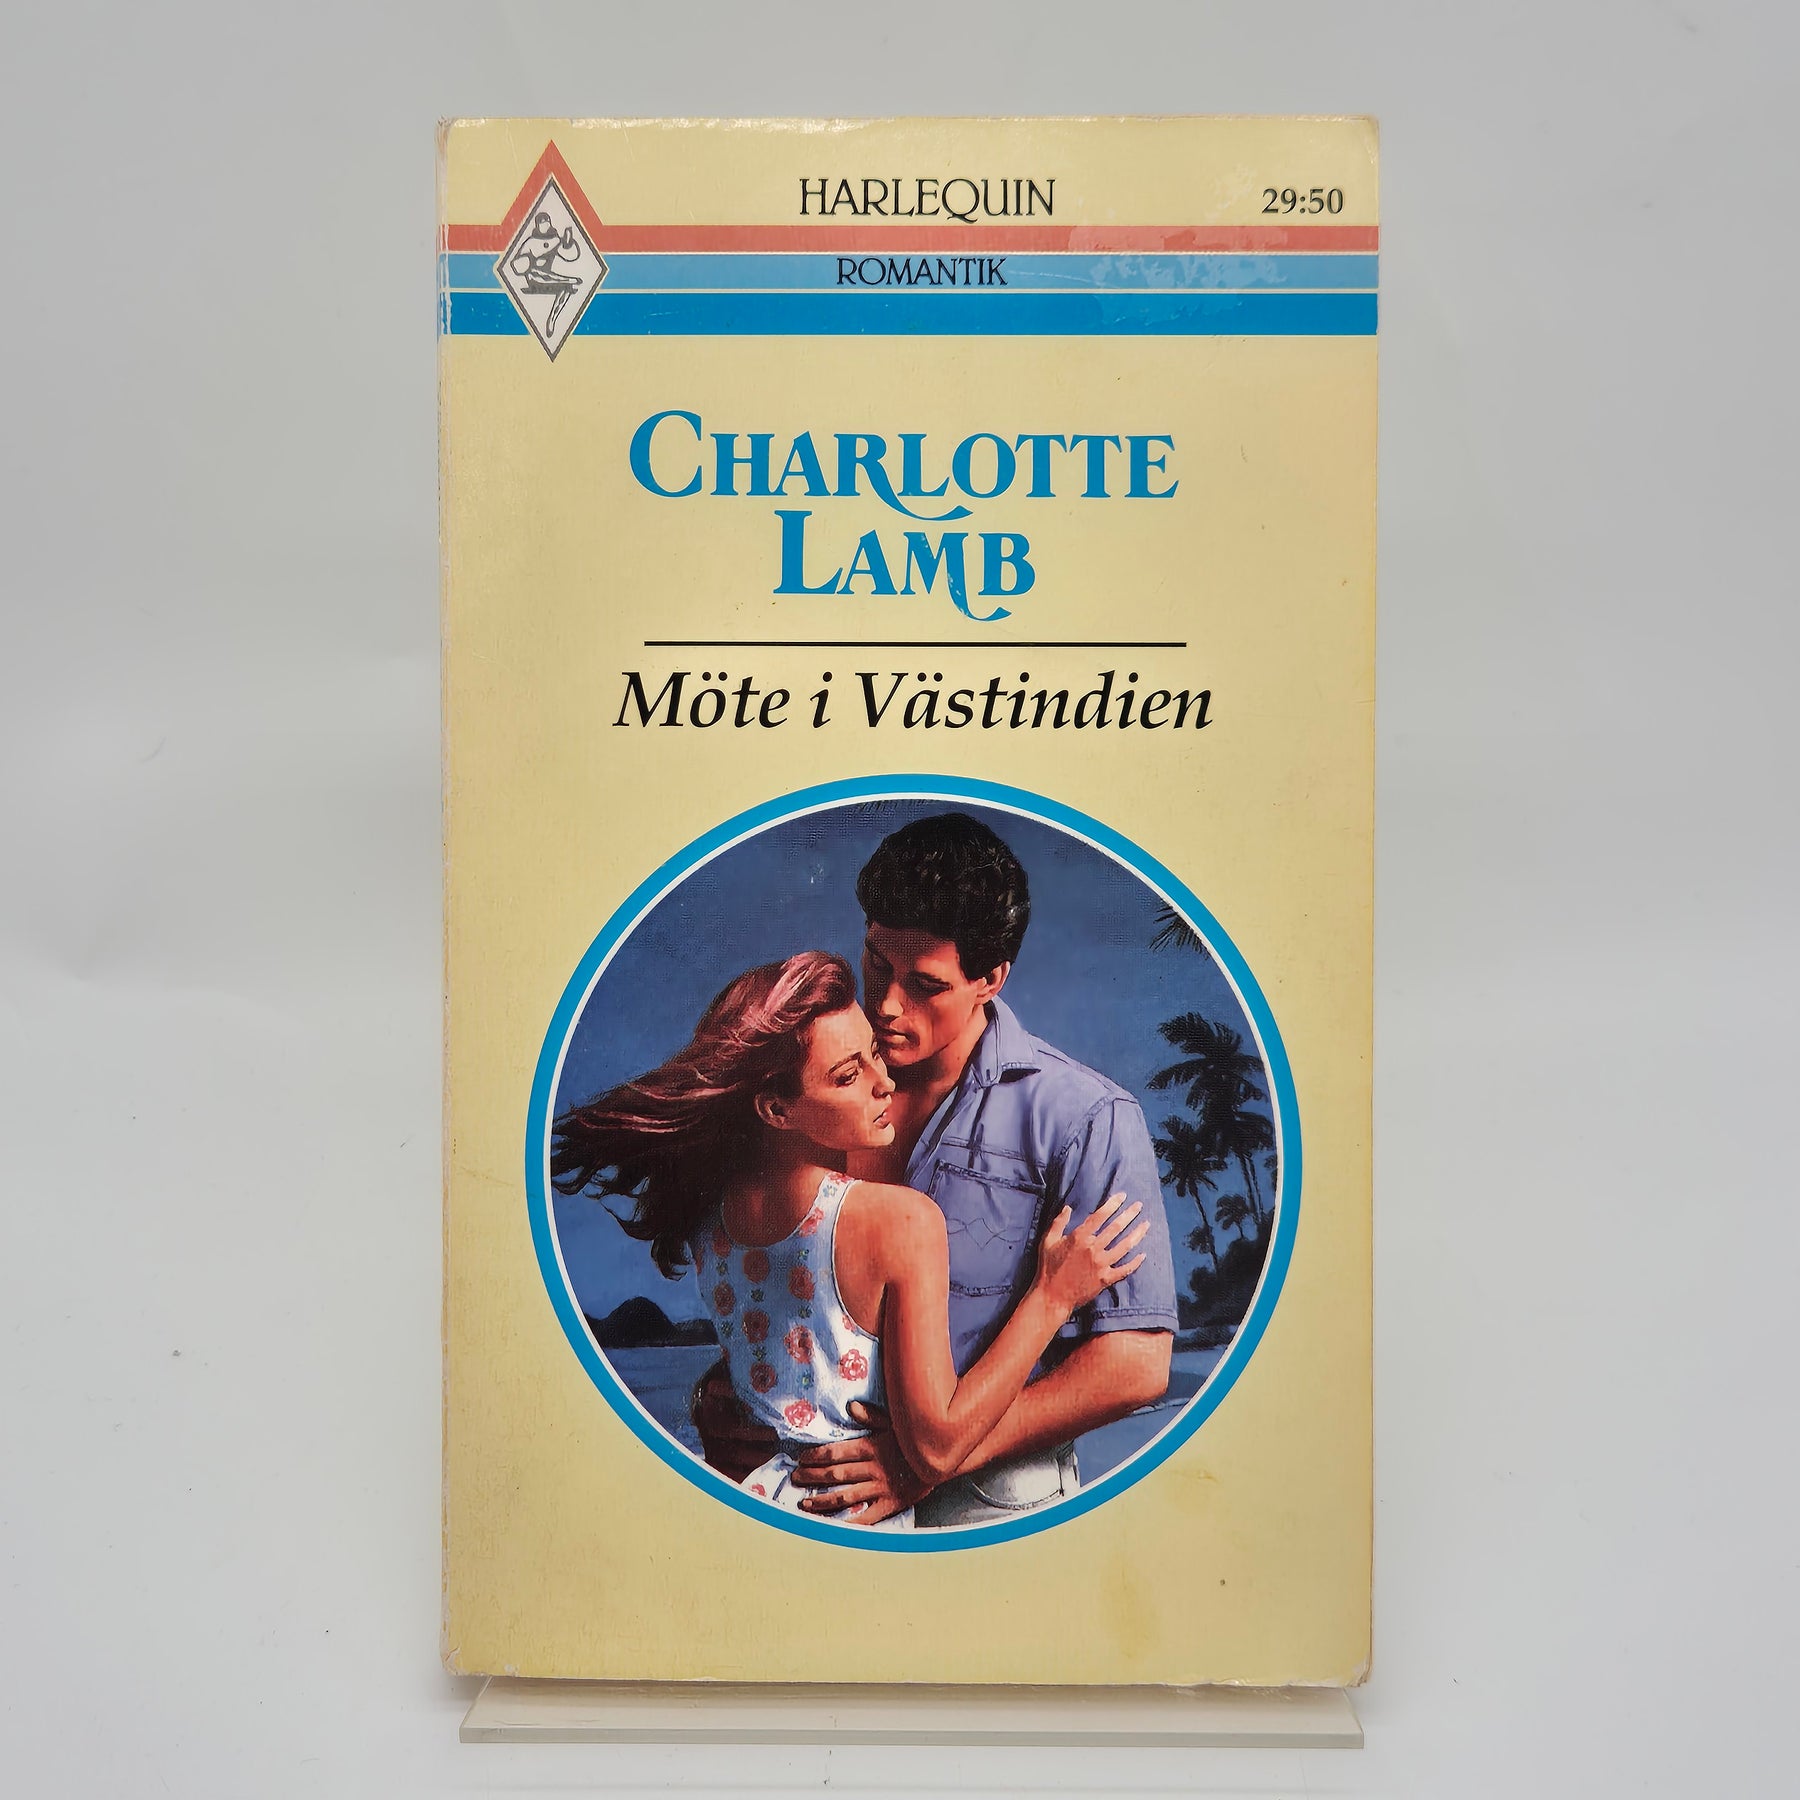 HARLEQUIN
29:50
ROMANTIK
CHARLOTTE
LAMB
Möte i Västindien